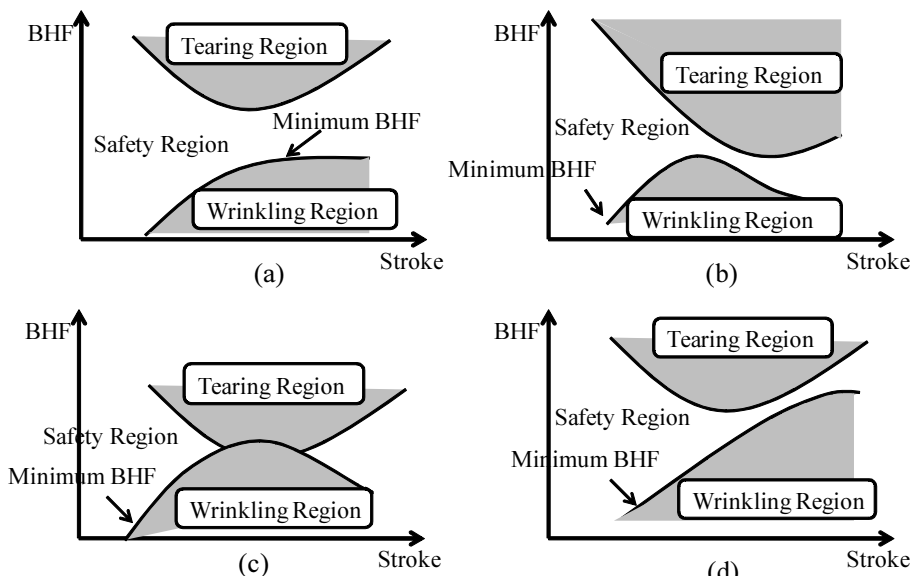 BHF
Tearing Region
Minimum BHF
Safety Region
Wrinkling Region
Stroke
(a)
BHF
Tearing Region
Safety Region
Minimum BHF
Wrinkling Region
Stroke
(b)
BHF
Tearing Region
Safety Region
Minimum BHF
Wrinkling Region
Stroke
(c)
BHF
Tearing Region
Safety Region
Minimum BHF
Wrinkling Region
Stroke
(d)